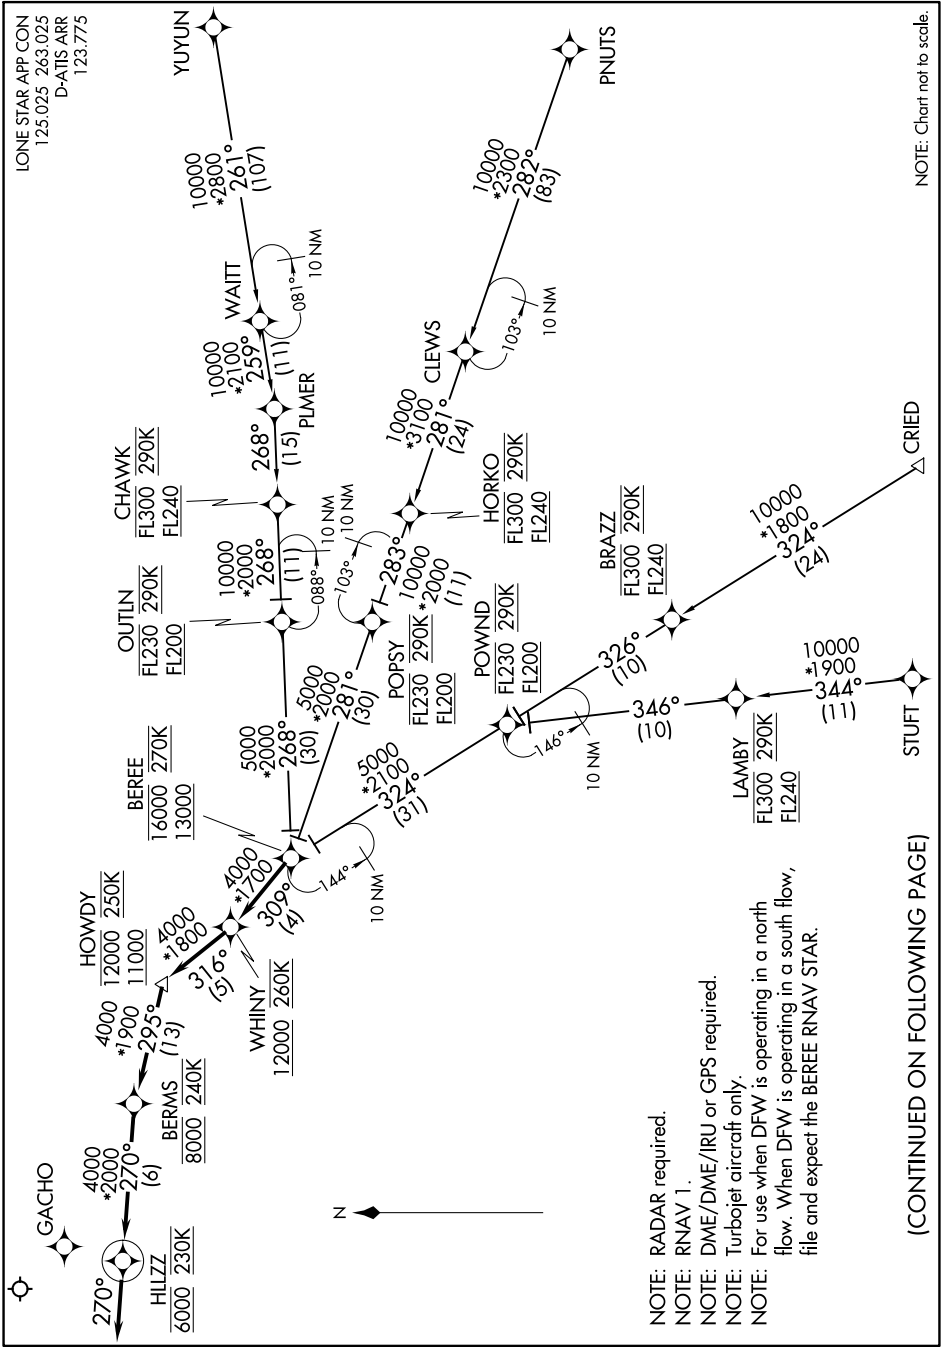 LONE STAR APP CON
125.025 263.025
D-ATIS ARR
123.775
YUYUN
10000
*2800
261°
(107)
WAITT
081°
10 NM
10000
*2100
259°
(11)
PLMER
268°
(15)
CHAWK
FL300 290K
FL240
10000
*2000
268°
(11)
088°
10 NM
OUTLN
FL230 290K
FL200
5000
*2000
268°
(30)
PNUTS
10000
*2300
282°
(83)
CLEWS
103°
10 NM
10000
*3100
281°
(24)
HORKO
FL300 290K
FL240
283°
10000
*2000
(11)
103°
10 NM
POPSY
FL230 290K
FL200
5000
*2000
281°
(30)
CRIED
10000
*1800
324°
(24)
BRAZZ
FL300 290K
FL240
326°
(10)
STUFT
10000
*1900
344°
(11)
LAMBY
FL300 290K
FL240
346°
(10)
POWND
FL230 290K
FL200
146°
10 NM
5000
*2100
324°
(31)
BEREE
16000 270K
13000
144°
10 NM
4000
*1700
309°
(4)
WHINY
12000 260K
4000
*1800
316°
(5)
HOWDY
12000 250K
11000
4000
*1900
295°
(13)
BERMS
8000 240K
4000
*2000
270°
(6)
GACHO
HLLZZ
6000 230K
270°
N
NOTE: RADAR required.
NOTE: RNAV 1.
NOTE: DME/DME/IRU or GPS required.
NOTE: Turbojet aircraft only.
NOTE: For use when DFW is operating in a north
flow. When DFW is operating in a south flow,
file and expect the BEREE RNAV STAR.
NOTE: Chart not to scale.
(CONTINUED ON FOLLOWING PAGE)